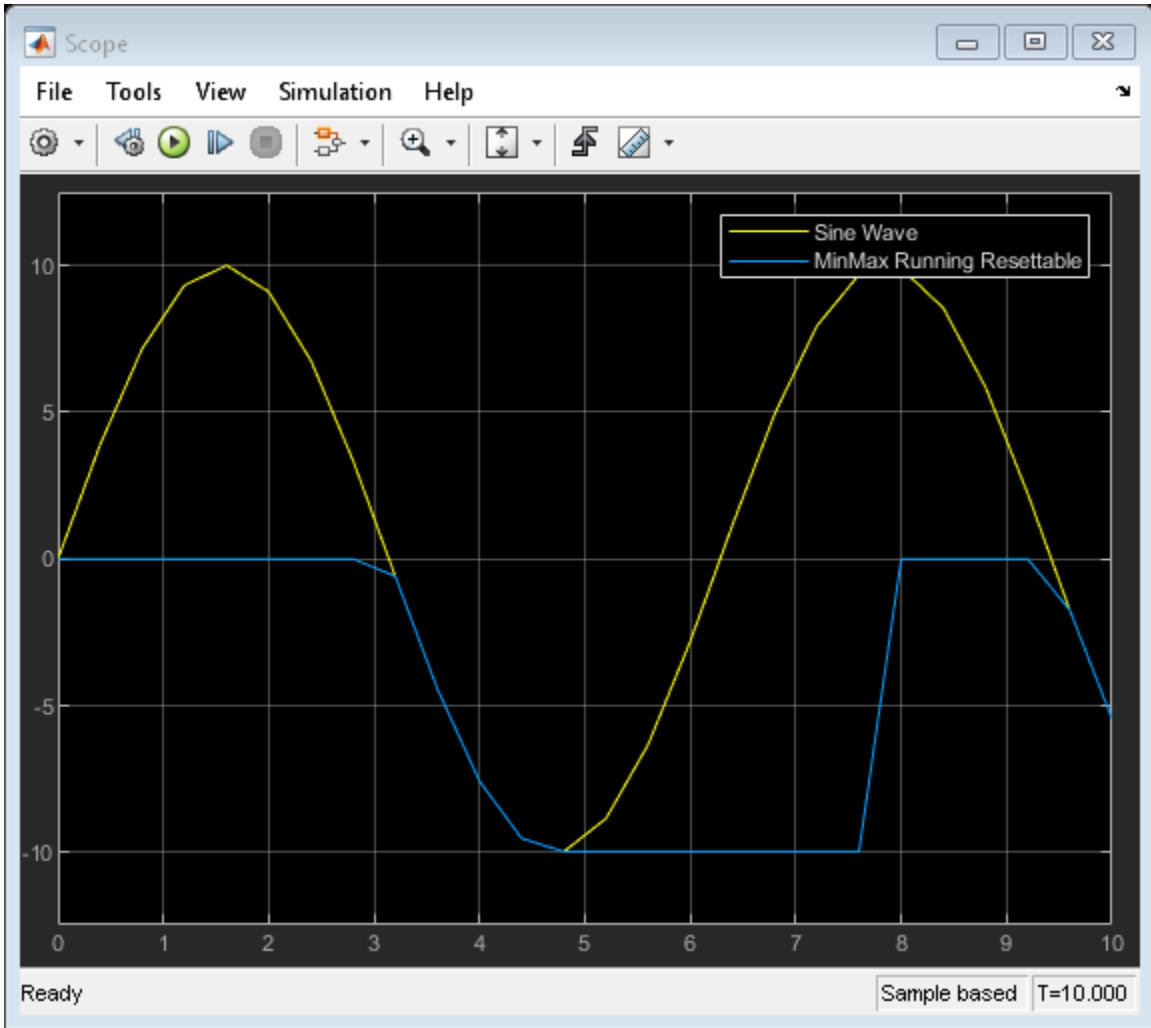 Scope
File Tools View Simulation Help
Sine Wave
MinMax Running Resettable
10
5
0
-5
-10
0 1 2 3 4 5 6 7 8 9 10
Ready Sample based T=10.000